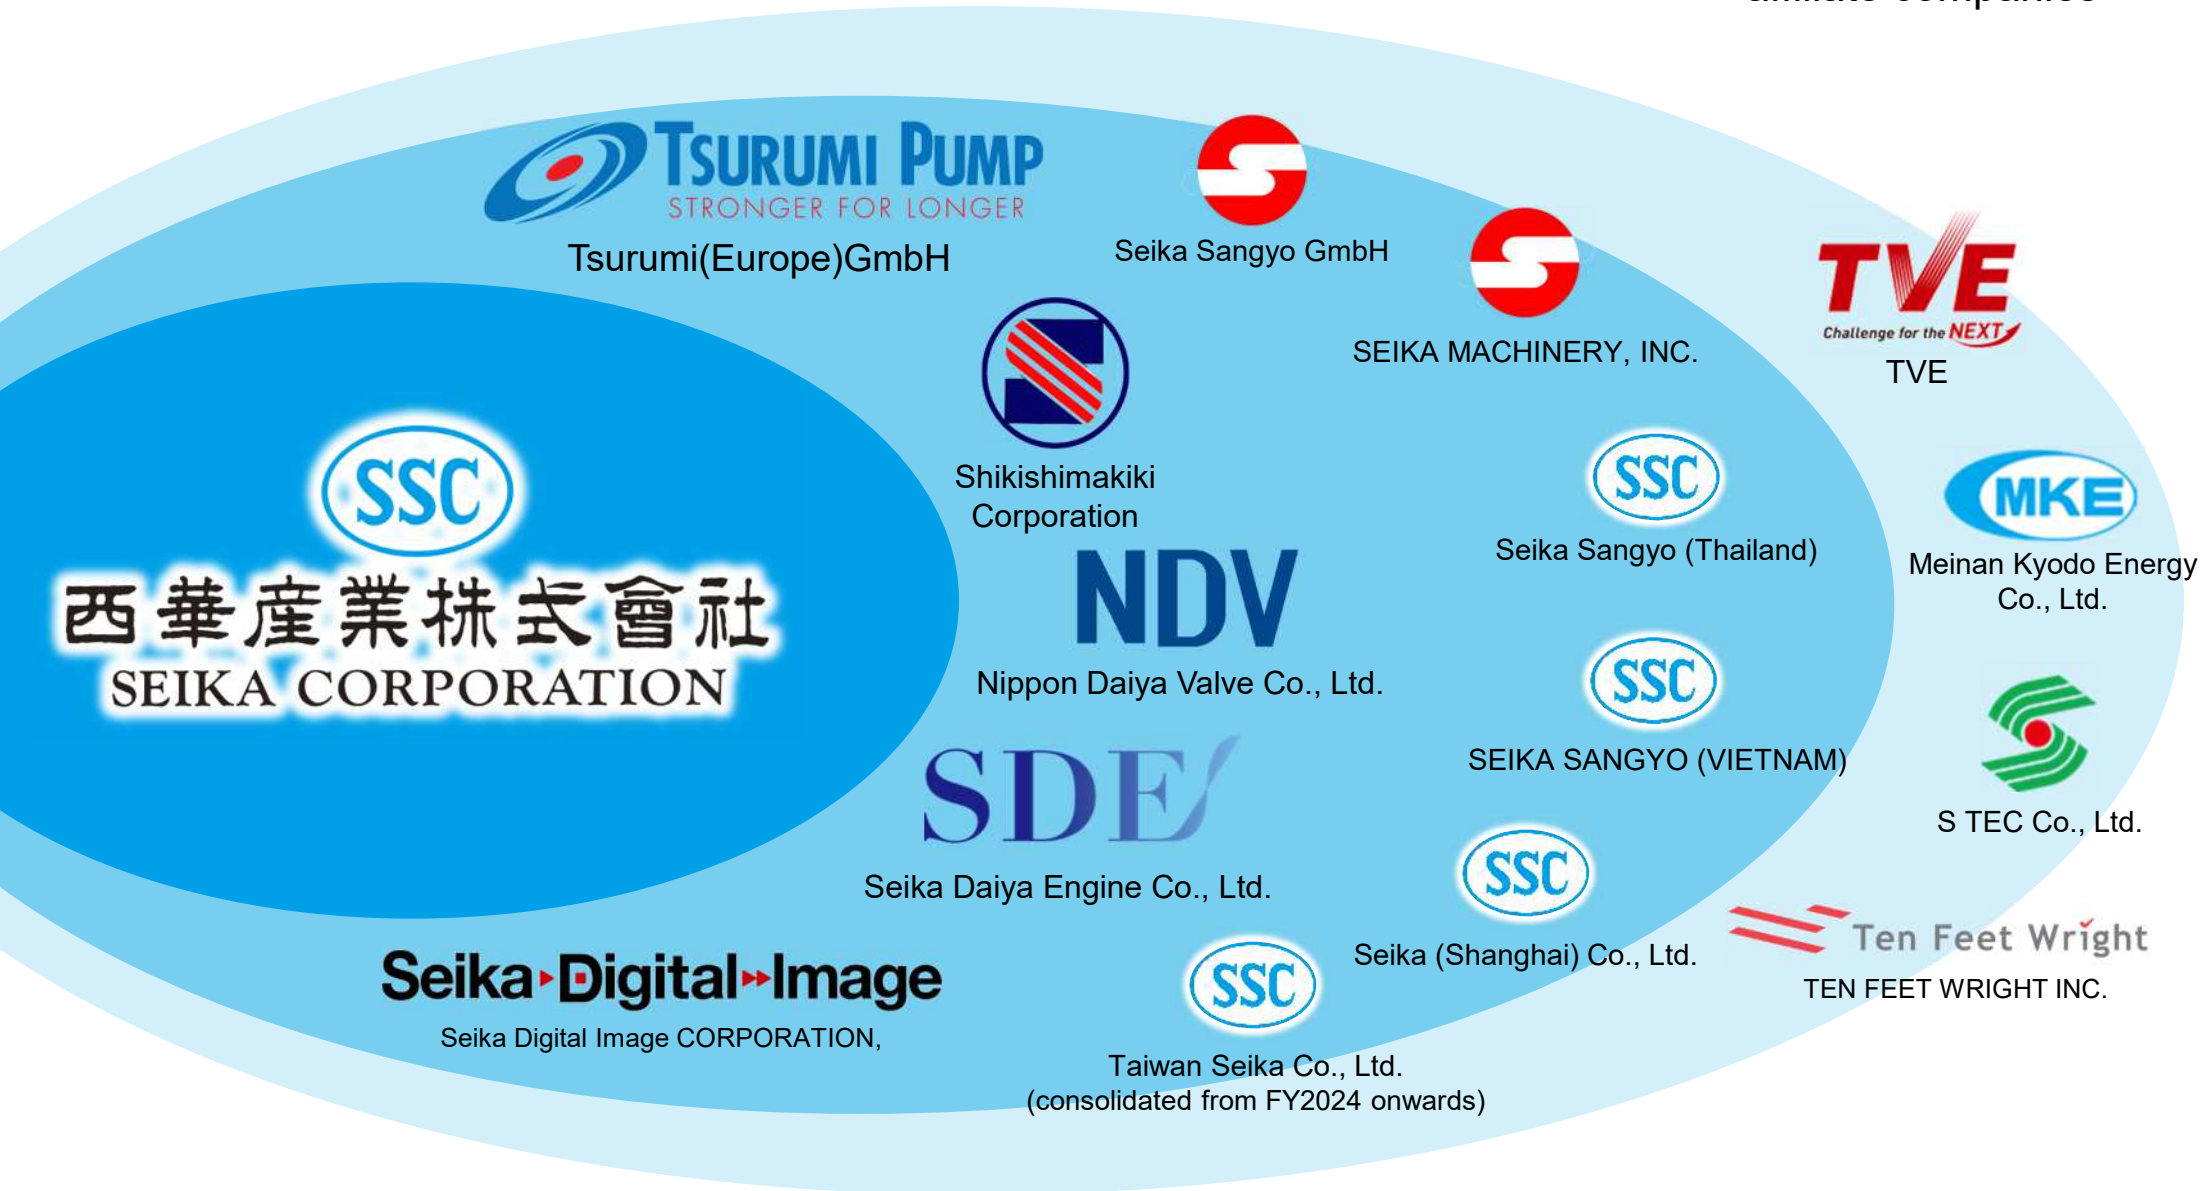 affiliate companies
TSURUMI PUMP
STRONGER FOR LONGER
Tsurumi(Europe)GmbH
Seika Sangyo GmbH
SEIKA MACHINERY, INC.
TVE
Challenge for the NEXT
TVE
Shikishimakiki
Corporation
SSC
西華産業株式會社
SEIKA CORPORATION
SSC
Seika Sangyo (Thailand)
MKE
Meinan Kyodo Energy
Co., Ltd.
NDV
Nippon Daiya Valve Co., Ltd.
SSC
SEIKA SANGYO (VIETNAM)
S TEC Co., Ltd.
SDE
Seika Daiya Engine Co., Ltd.
SSC
Seika (Shanghai) Co., Ltd.
Ten Feet Wright
TEN FEET WRIGHT INC.
Seika Digital Image
Seika Digital Image CORPORATION,
SSC
Taiwan Seika Co., Ltd.
(consolidated from FY2024 onwards)